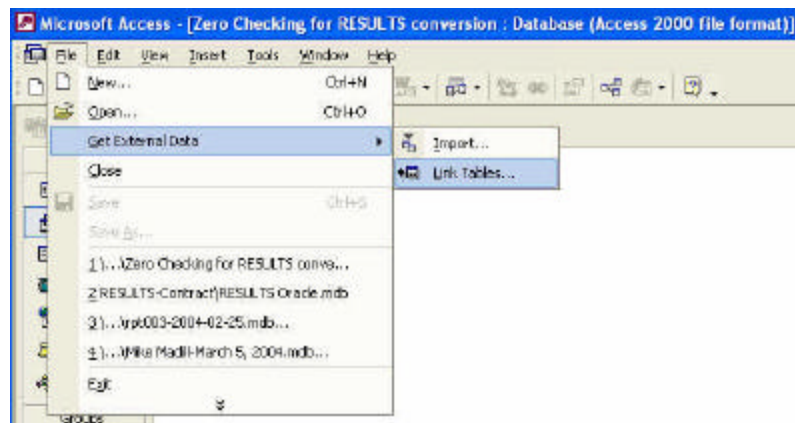 Microsoft Access - [Zero Checking for RESULTS conversion : Database (Access 2000 file format)]
File Edit View Insert Tools Window Help
New... Ctrl+N
Open... Ctrl+O
Get External Data
Import...
Close
Link Tables...
Save Ctrl+S
Save As...
1 \...\Zero Checking for RESULTS conve...
2 RESULTS-Contract\RESULTS Oracle.mdb
3 \...\rpt003-2004-02-25.mdb...
4 \...\Mike Madill-March 5, 2004.mdb...
Exit
Groups